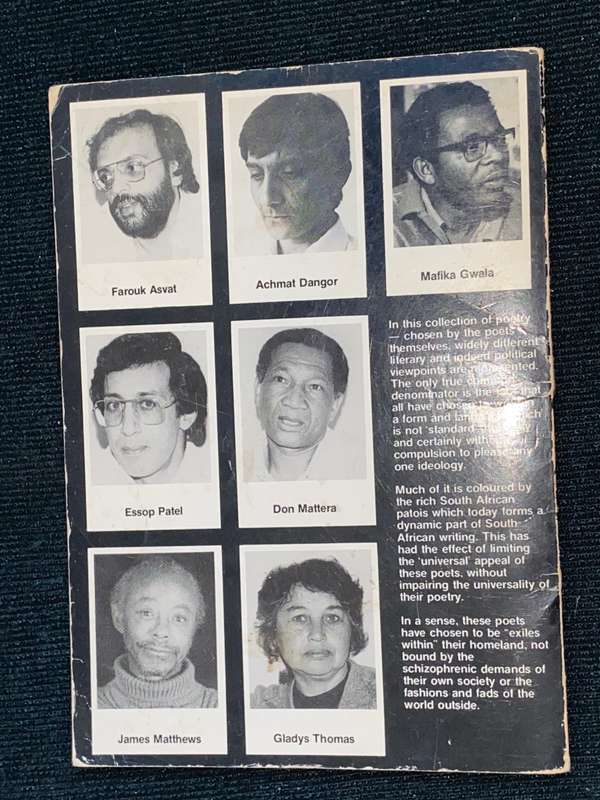 Farouk Asvat
Achmat Dangor
Mafika Gwala
Essop Patel
Don Mattera
James Matthews
Gladys Thomas
In this collection of poetry
— chosen by the poets
themselves, widely different
literary and indeed political
viewpoints are represented.
The only true common
denominator is the fact that
all have chosen
a form and
is not 'standard'
and certainly without
compulsion to please any
one ideology.
Much of it is coloured by
the rich South African
patois which today forms a
dynamic part of South
African writing. This has
had the effect of limiting
the 'universal' appeal of
these poets, without
impairing the universality of
their poetry.
In a sense, these poets
have chosen to be "exiles
within" their homeland, not
bound by the
schizophrenic demands of
their own society or the
fashions and fads of the
world outside.